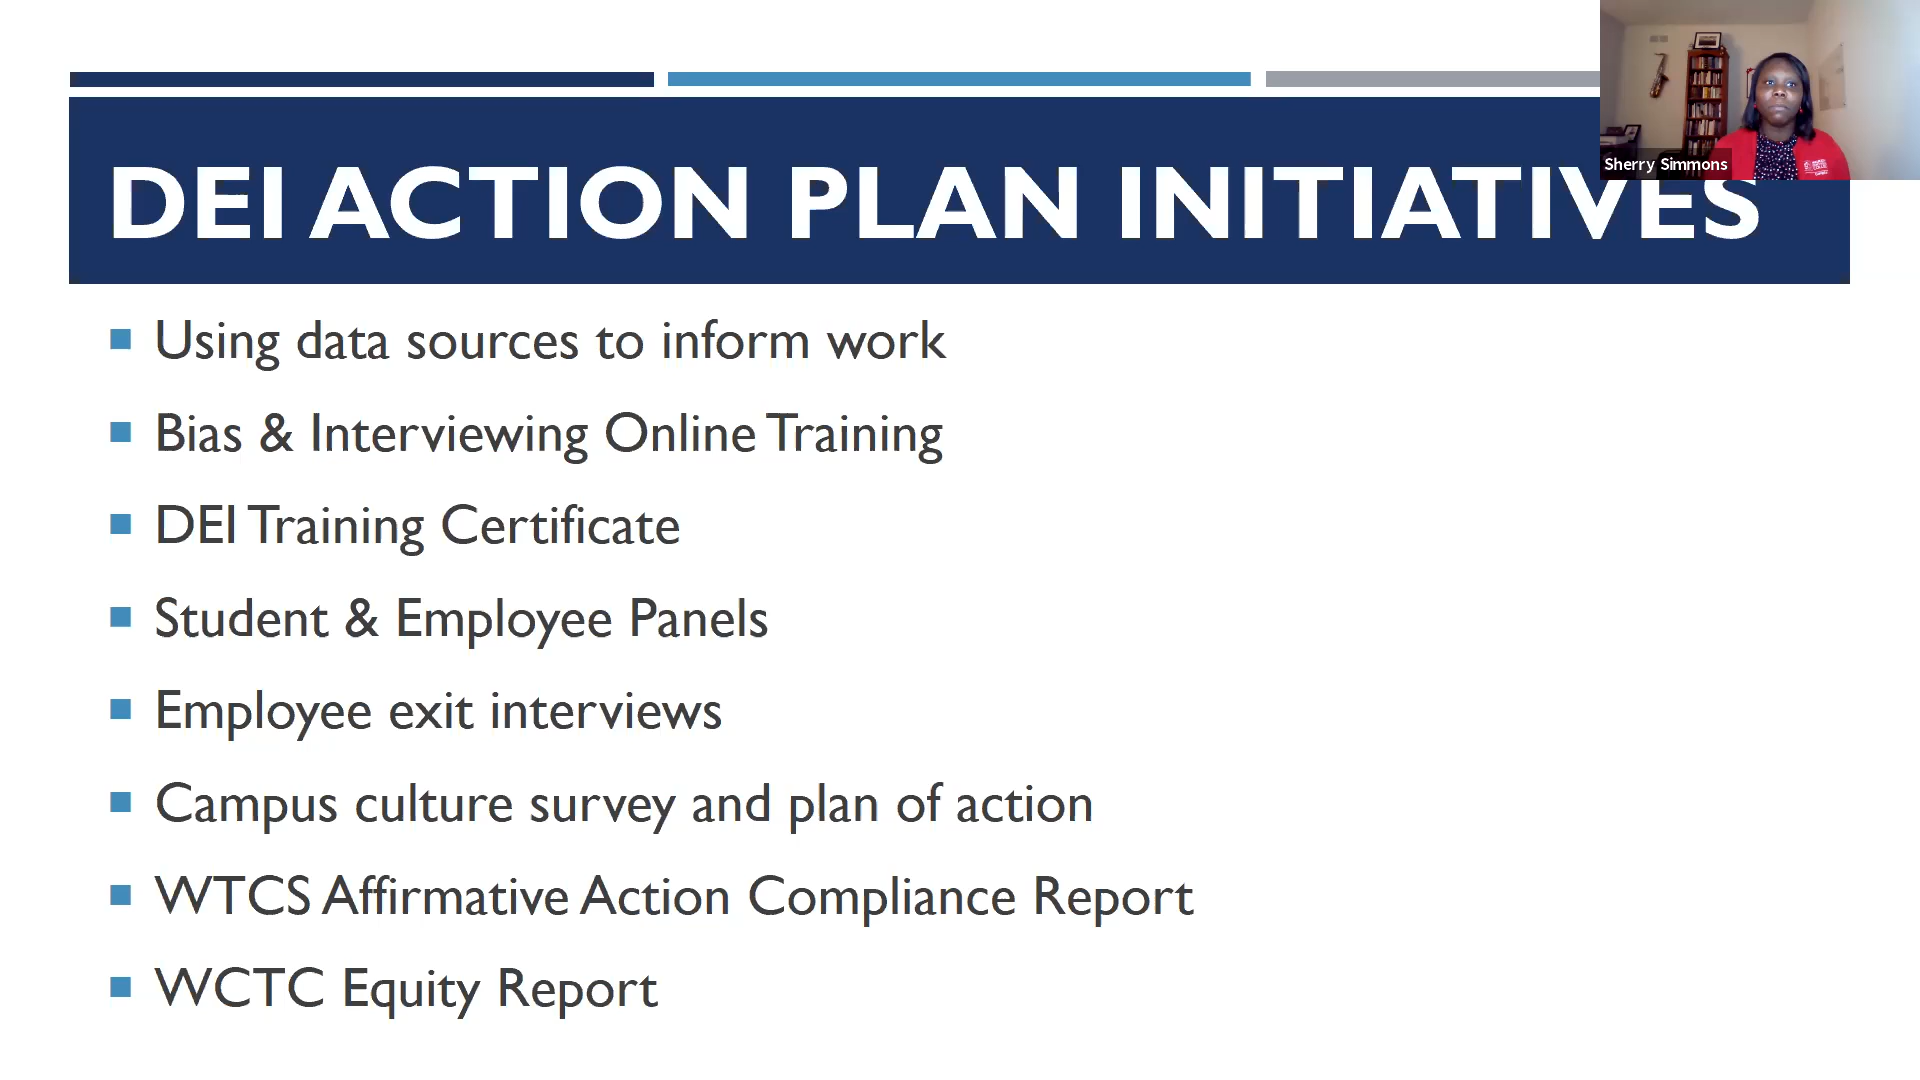 Sherry Simmons
DEI ACTION PLAN INITIATIVES
Using data sources to inform work
Bias & Interviewing Online Training
DEI Training Certificate
Student & Employee Panels
Employee exit interviews
Campus culture survey and plan of action
WTCS Affirmative Action Compliance Report
WCTC Equity Report